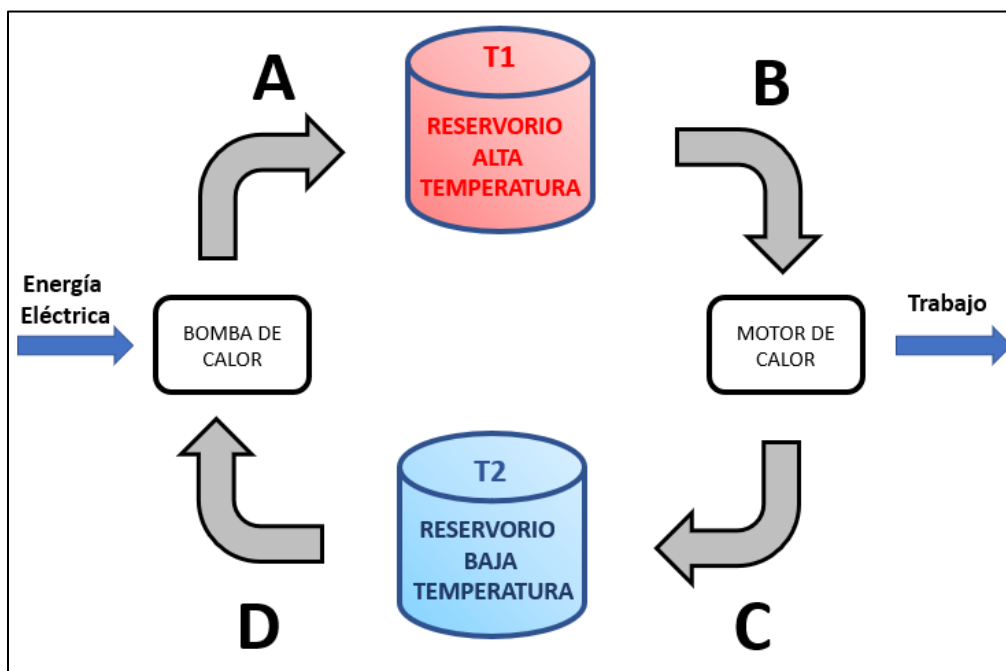 A
T1
B
RESERVORIO
ALTA
TEMPERATURA
Energía
Eléctrica
BOMBA DE
CALOR
MOTOR DE
CALOR
Trabajo
T2
RESERVORIO
BAJA
TEMPERATURA
D
C